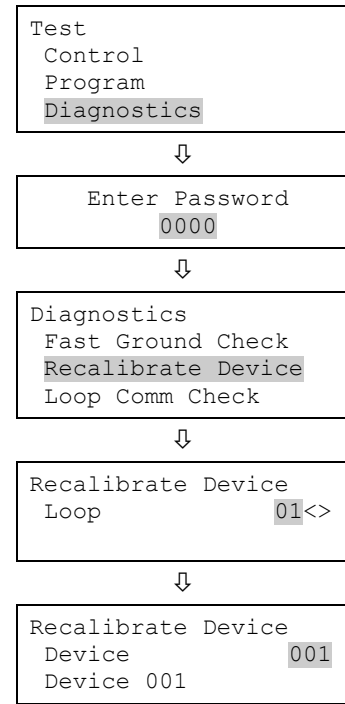 Test
Control
Program
Diagnostics
⇩
Enter Password
0000
⇩
Diagnostics
Fast Ground Check
Recalibrate Device
Loop Comm Check
⇩
Recalibrate Device
Loop 01<>
⇩
Recalibrate Device
Device 001
Device 001